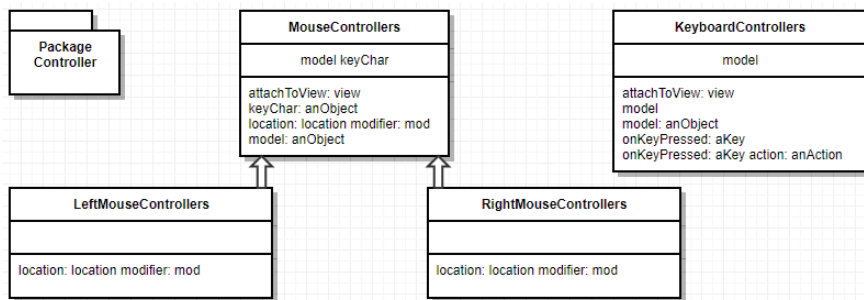 Package
Controller
MouseControllers
model keyChar
attachToView: view
keyChar: anObject
location: location modifier: mod
model: anObject
KeyboardControllers
model
attachToView: view
model
model: anObject
onKeyPressed: aKey
onKeyPressed: aKey action: anAction
LeftMouseControllers
location: location modifier: mod
RightMouseControllers
location: location modifier: mod